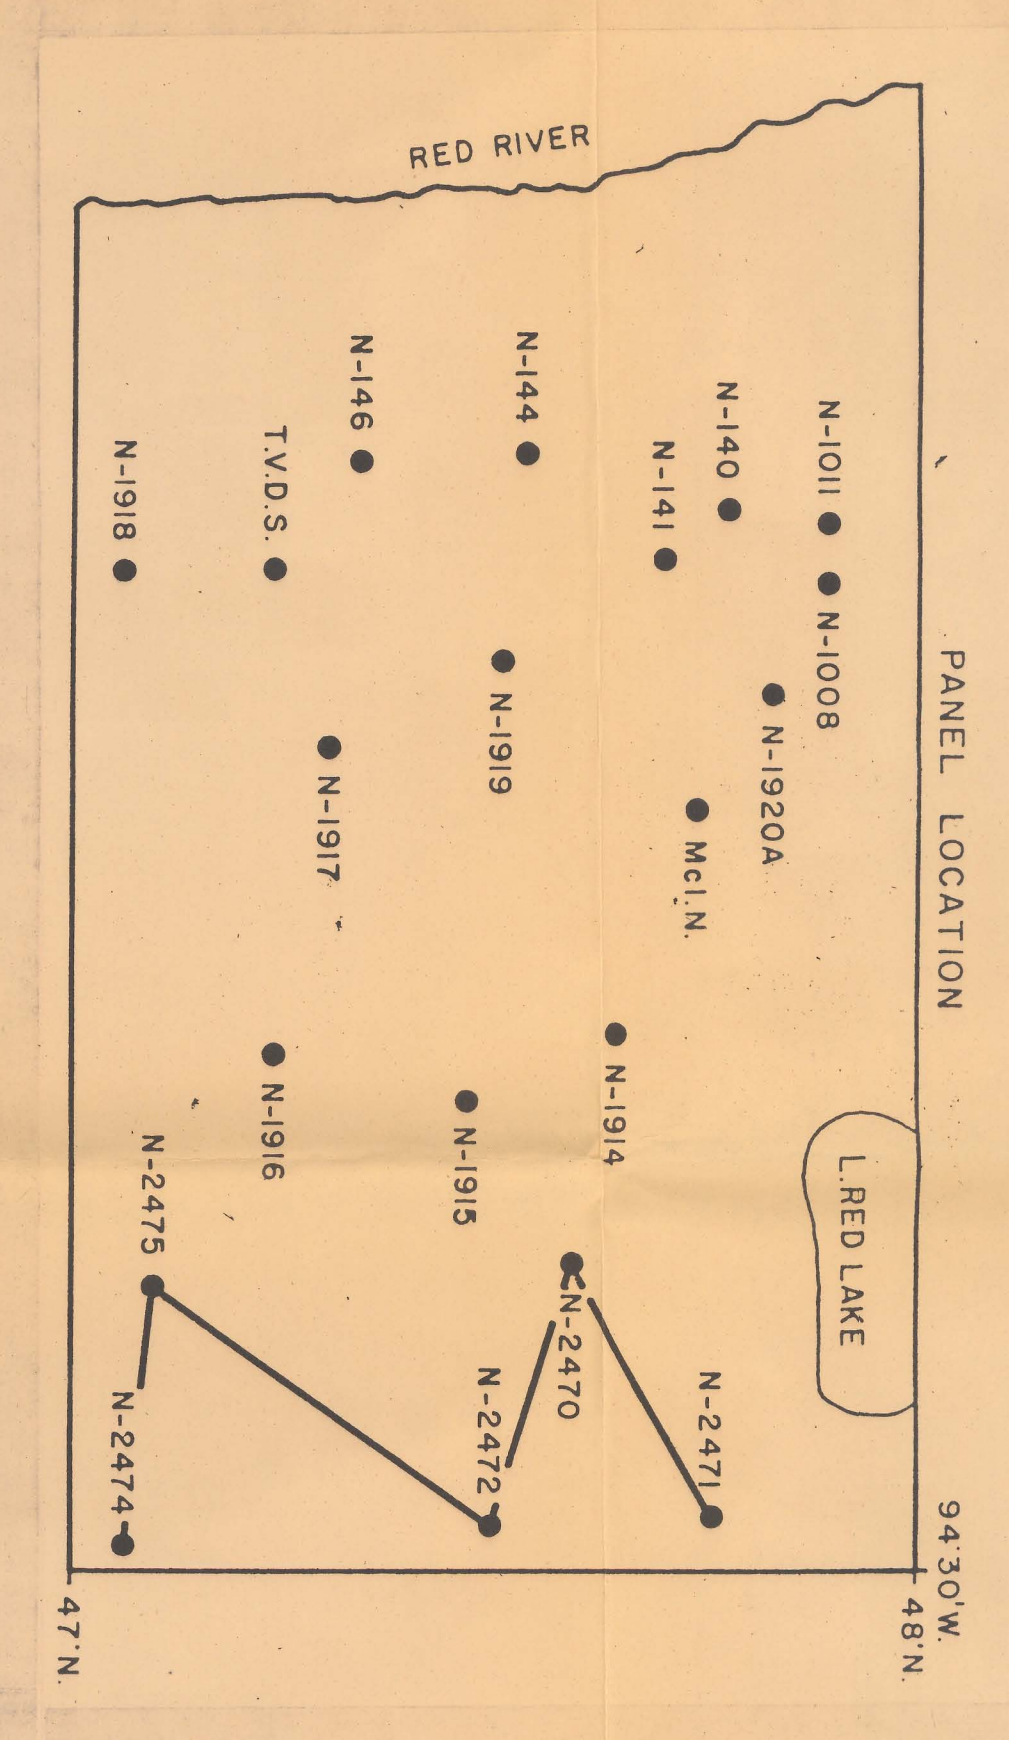 PANEL LOCATION
94°30'W.
48°N.
L. RED LAKE
N-1011
N-1008
N-1920A
N-140
McI.N.
N-2471
N-141
N-1914
N-2470
RED RIVER
N-144
N-1919
N-2472
N-1915
N-146
N-1917
T.V.D.S.
N-1916
N-2475
N-1918
N-2474
47°N.